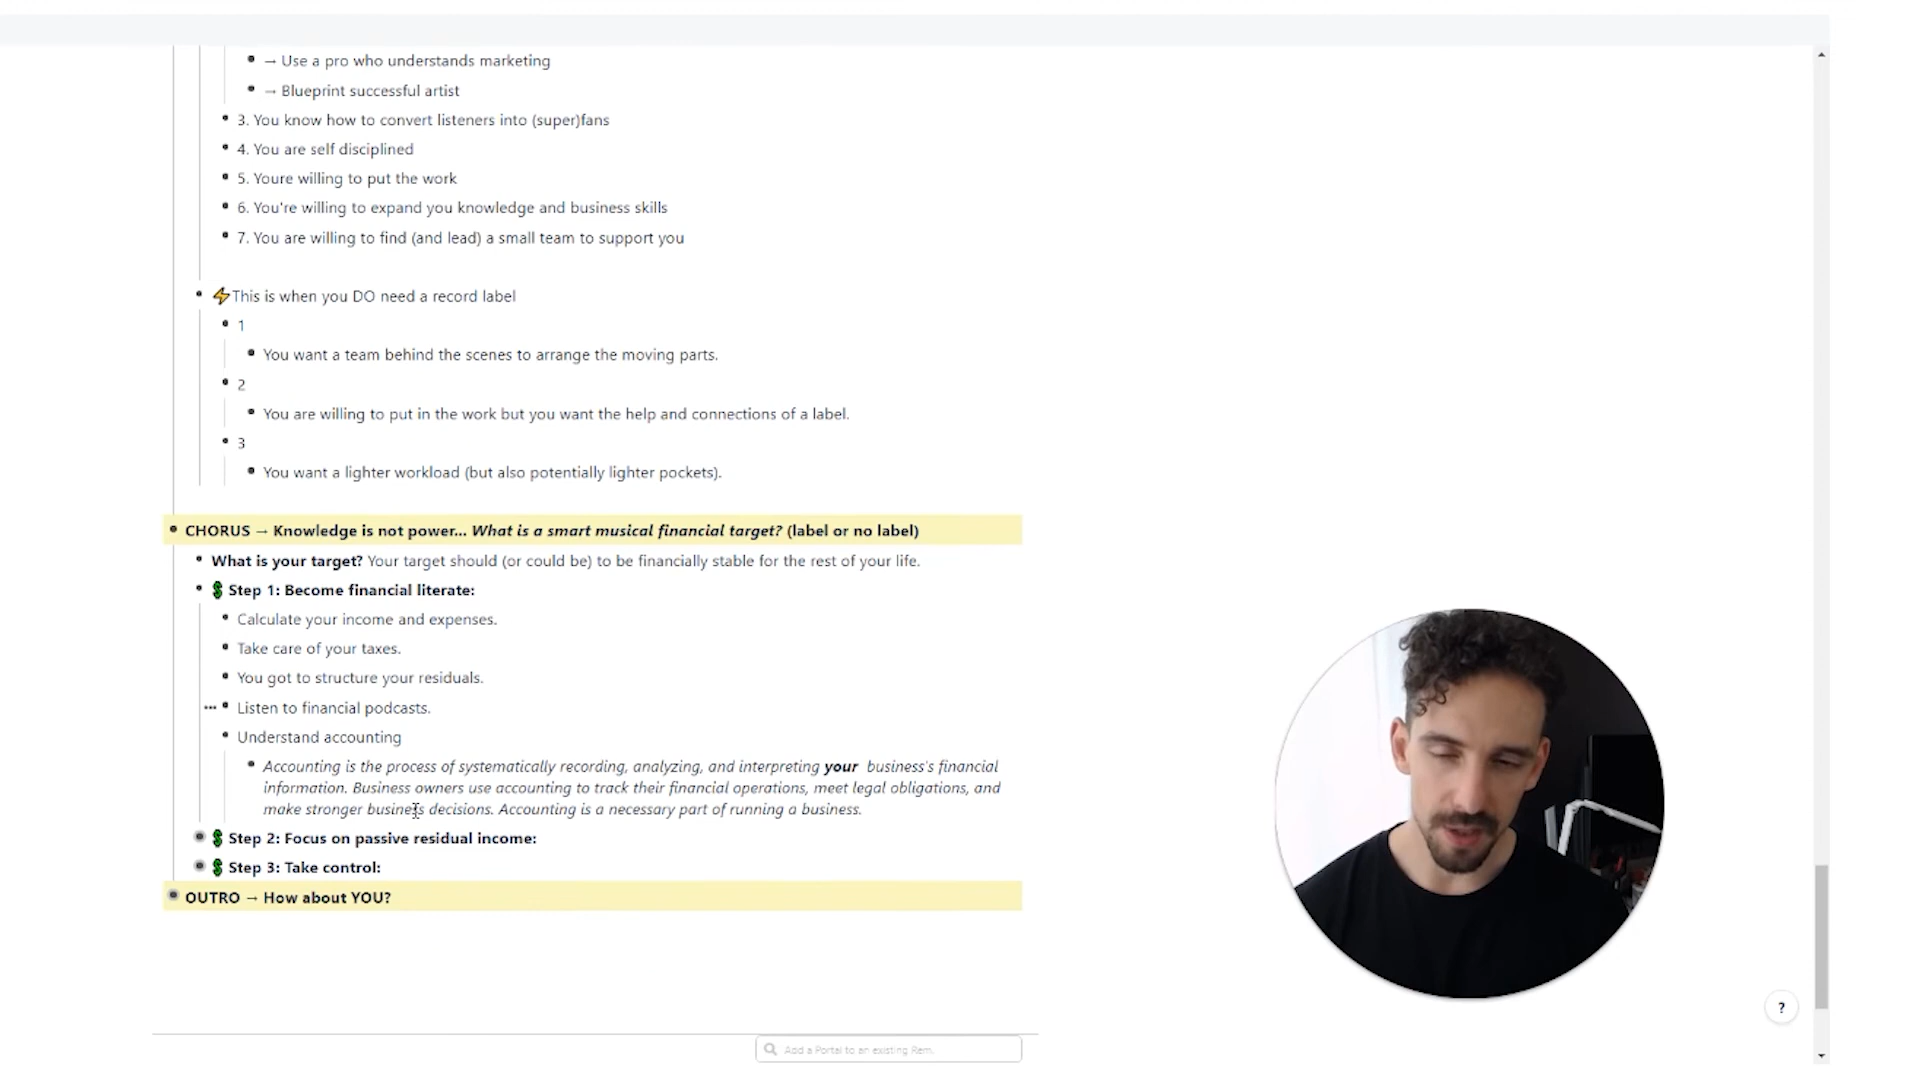 → Use a pro who understands marketing
→ Blueprint successful artist
3. You know how to convert listeners into (super)fans
4. You are self disciplined
5. Youre willing to put the work
6. You're willing to expand you knowledge and business skills
7. You are willing to find (and lead) a small team to support you
⚡This is when you DO need a record label
1
You want a team behind the scenes to arrange the moving parts.
2
You are willing to put in the work but you want the help and connections of a label.
3
You want a lighter workload (but also potentially lighter pockets).
CHORUS → Knowledge is not power... What is a smart musical financial target? (label or no label)
What is your target? Your target should (or could be) to be financially stable for the rest of your life.
💲 Step 1: Become financial literate:
Calculate your income and expenses.
Take care of your taxes.
You got to structure your residuals.
Listen to financial podcasts.
Understand accounting
Accounting is the process of systematically recording, analyzing, and interpreting your business's financial
information. Business owners use accounting to track their financial operations, meet legal obligations, and
make stronger business decisions. Accounting is a necessary part of running a business.
💲 Step 2: Focus on passive residual income:
💲 Step 3: Take control:
OUTRO → How about YOU?
Add a Portal to an existing Rem.
?